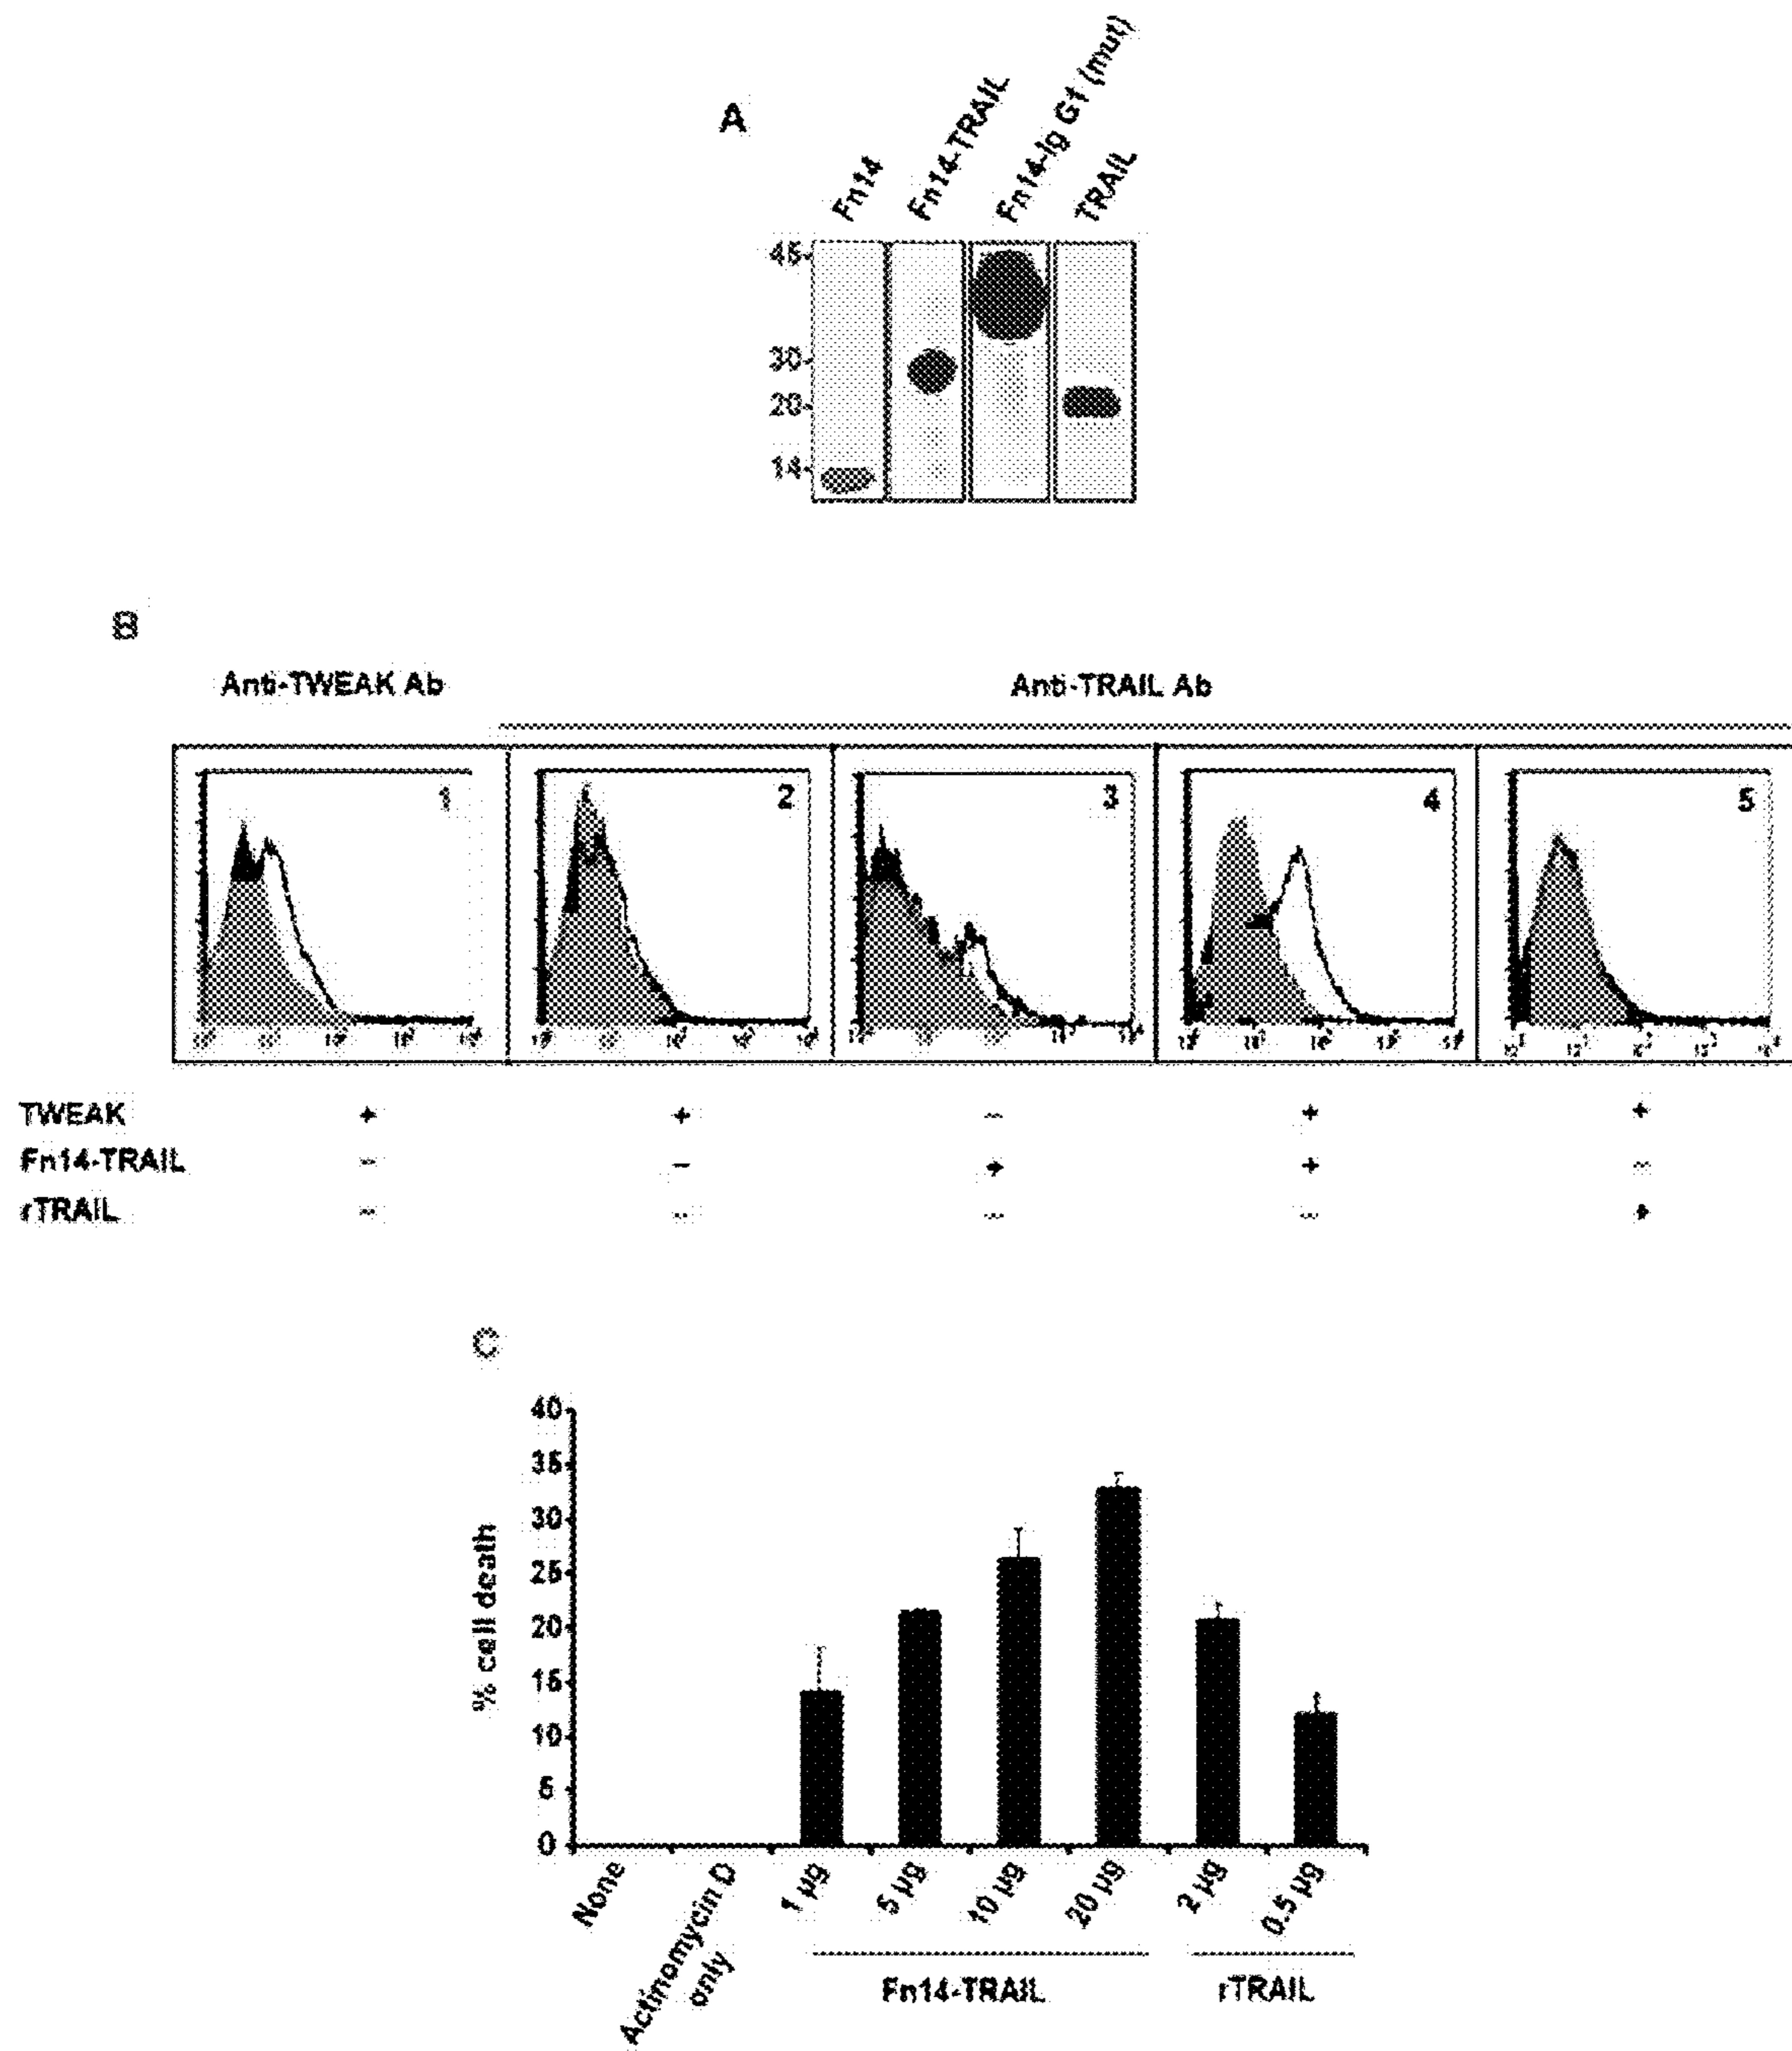 A
Fn14
Fn14-TRAIL
Fn14-Ig G1 (mut)
TRAIL
45
30
20
14
B
Anti-TWEAK Ab
Anti-TRAIL Ab
1
2
3
4
5
TWEAK + + - + +
Fn14-TRAIL - - + + -
rTRAIL - - - - +
C
% cell death
40
35
30
25
20
15
10
5
0
None
Actinomycin D only
1 µg
5 µg
10 µg
20 µg
2 µg
0.5 µg
Fn14-TRAIL
rTRAIL